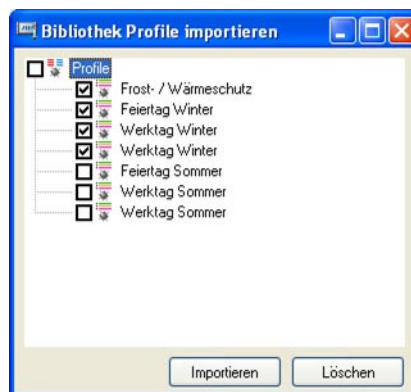 Bibliothek Profile importieren
Profile
Frost- / Wärmeschutz
Feiertag Winter
Werktag Winter
Werktag Winter
Feiertag Sommer
Werktag Sommer
Werktag Sommer
Importieren Löschen